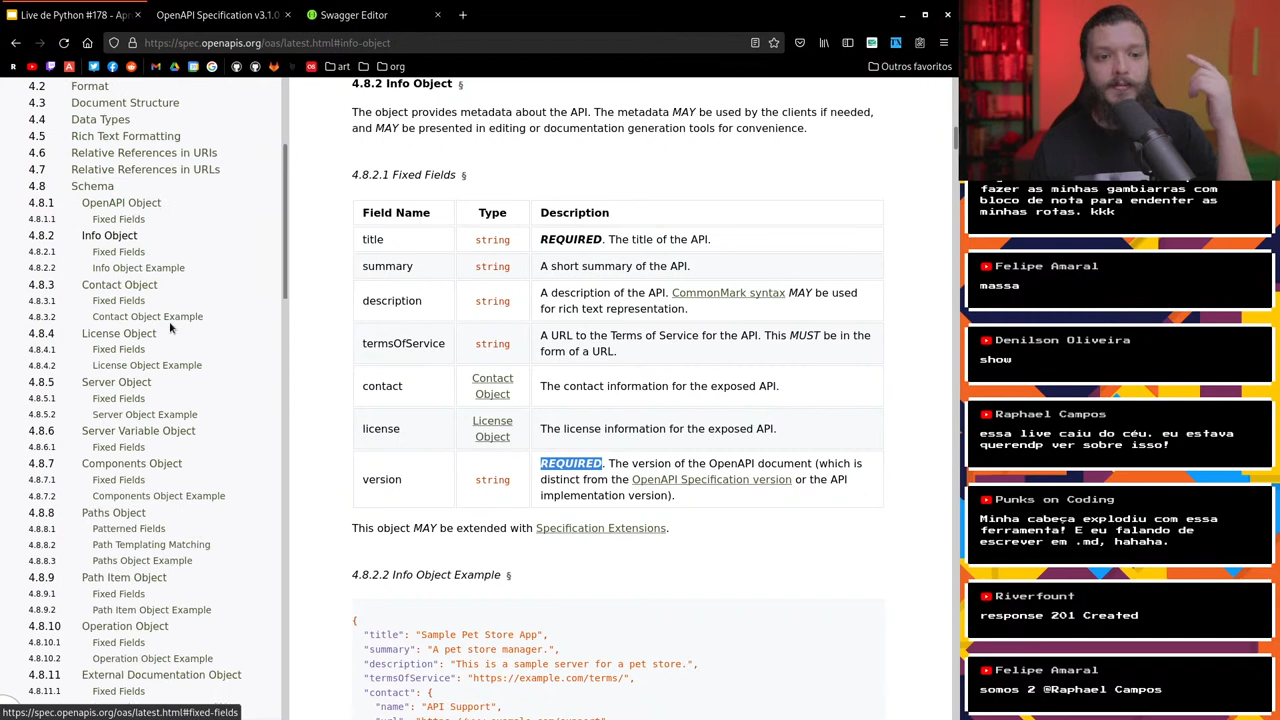 Live de Python #178 - Ap
OpenAPI Specification v3.1.0
Swagger Editor
https://spec.openapis.org/oas/latest.html#info-object
art
org
Outros favoritos
4.2 Format
4.3 Document Structure
4.4 Data Types
4.5 Rich Text Formatting
4.6 Relative References in URIs
4.7 Relative References in URLs
4.8 Schema
4.8.1 OpenAPI Object
4.8.1.1 Fixed Fields
4.8.2 Info Object
4.8.2.1 Fixed Fields
4.8.2.2 Info Object Example
4.8.3 Contact Object
4.8.3.1 Fixed Fields
4.8.3.2 Contact Object Example
4.8.4 License Object
4.8.4.1 Fixed Fields
4.8.4.2 License Object Example
4.8.5 Server Object
4.8.5.1 Fixed Fields
4.8.5.2 Server Object Example
4.8.6 Server Variable Object
4.8.6.1 Fixed Fields
4.8.7 Components Object
4.8.7.1 Fixed Fields
4.8.7.2 Components Object Example
4.8.8 Paths Object
4.8.8.1 Patterned Fields
4.8.8.2 Path Templating Matching
4.8.8.3 Paths Object Example
4.8.9 Path Item Object
4.8.9.1 Fixed Fields
4.8.9.2 Path Item Object Example
4.8.10 Operation Object
4.8.10.1 Fixed Fields
4.8.10.2 Operation Object Example
4.8.11 External Documentation Object
4.8.11.1 Fixed Fields
https://spec.openapis.org/oas/latest.html#fixed-fields
4.8.2 Info Object §
The object provides metadata about the API. The metadata MAY be used by the clients if needed,
and MAY be presented in editing or documentation generation tools for convenience.
4.8.2.1 Fixed Fields §
Field Name Type Description
title string REQUIRED. The title of the API.
summary string A short summary of the API.
description string A description of the API. CommonMark syntax MAY be used
for rich text representation.
termsOfService string A URL to the Terms of Service for the API. This MUST be in the
form of a URL.
contact Contact Object The contact information for the exposed API.
license License Object The license information for the exposed API.
version string REQUIRED. The version of the OpenAPI document (which is
distinct from the OpenAPI Specification version or the API
implementation version).
This object MAY be extended with Specification Extensions.
4.8.2.2 Info Object Example §
{
"title": "Sample Pet Store App",
"summary": "A pet store manager.",
"description": "This is a sample server for a pet store.",
"termsOfService": "https://example.com/terms/",
"contact": {
"name": "API Support",
fazer as minhas gambiarras com
bloco de nota para endenter as
minhas rotas. kkk
Felipe Amaral
massa
Denilson Oliveira
show
Raphael Campos
essa live caiu do céu. eu estava
querendp ver sobre isso!
Punks on Coding
Minha cabeça explodiu com essa
ferramenta! E eu falando de
escrever em .md, hahaha.
Riverfount
response 201 Created
Felipe Amaral
somos 2 @Raphael Campos